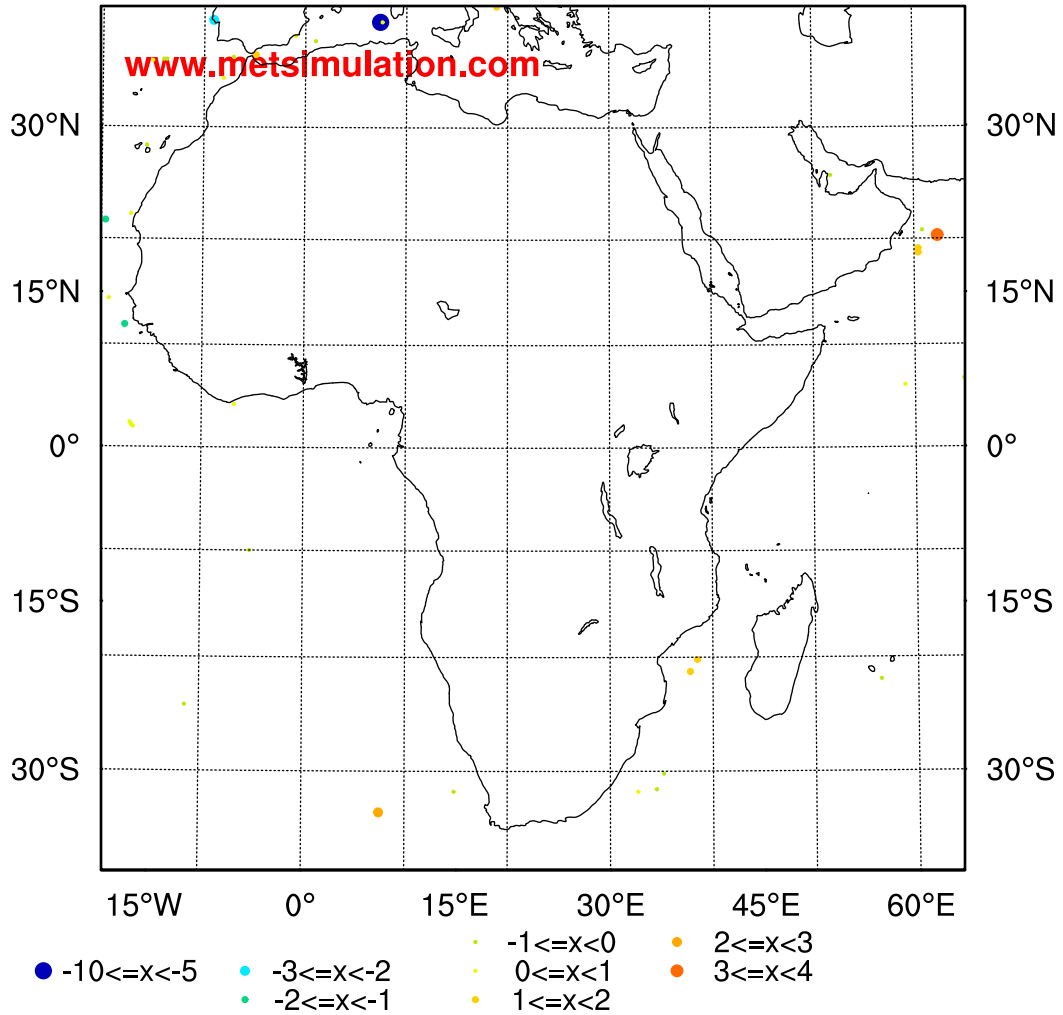 www.metsimulation.com
30°N 30°N
15°N 15°N
0° 0°
15°S 15°S
30°S 30°S
15°W 0° 15°E 30°E 45°E 60°E
-1<=x<0 2<=x<3
-10<=x<-5 -3<=x<-2 0<=x<1 3<=x<4
-2<=x<-1 1<=x<2